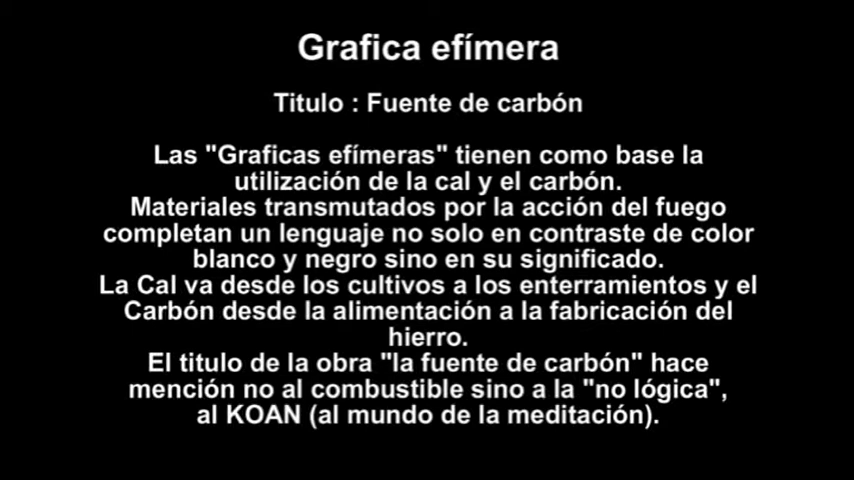 Grafica efímera
Titulo : Fuente de carbón
Las "Graficas efímeras" tienen como base la
utilización de la cal y el carbón.
Materiales transmutados por la acción del fuego
completan un lenguaje no solo en contraste de color
blanco y negro sino en su significado.
La Cal va desde los cultivos a los enterramientos y el
Carbón desde la alimentación a la fabricación del
hierro.
El titulo de la obra "la fuente de carbón" hace
mención no al combustible sino a la "no lógica",
al KOAN (al mundo de la meditación).